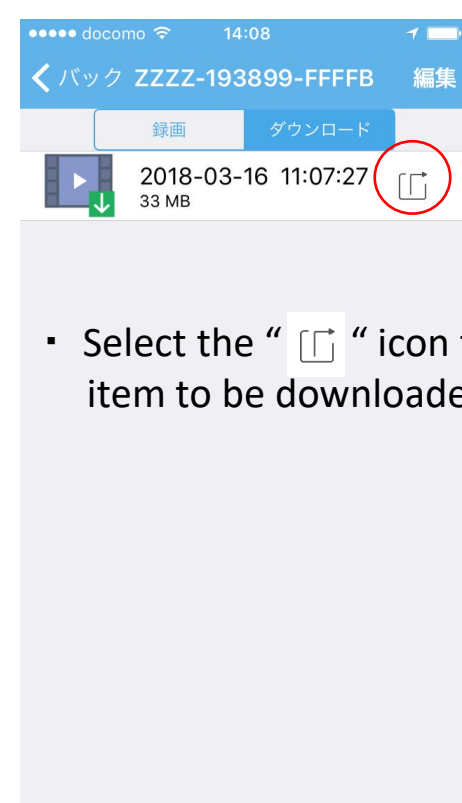 docomo 14:08
バック ZZZZ-193899-FFFFB 編集
録画 ダウンロード
2018-03-16 11:07:27
33 MB
▪ Select the “ “ icon
item to be